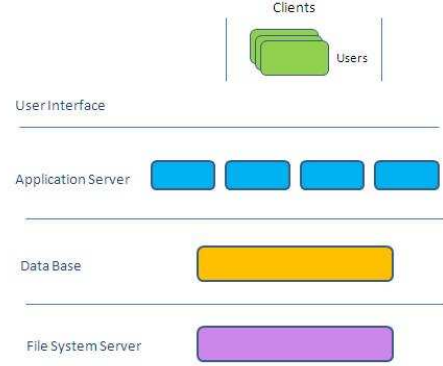 Clients
Users
User Interface
Application Server
Data Base
File System Server